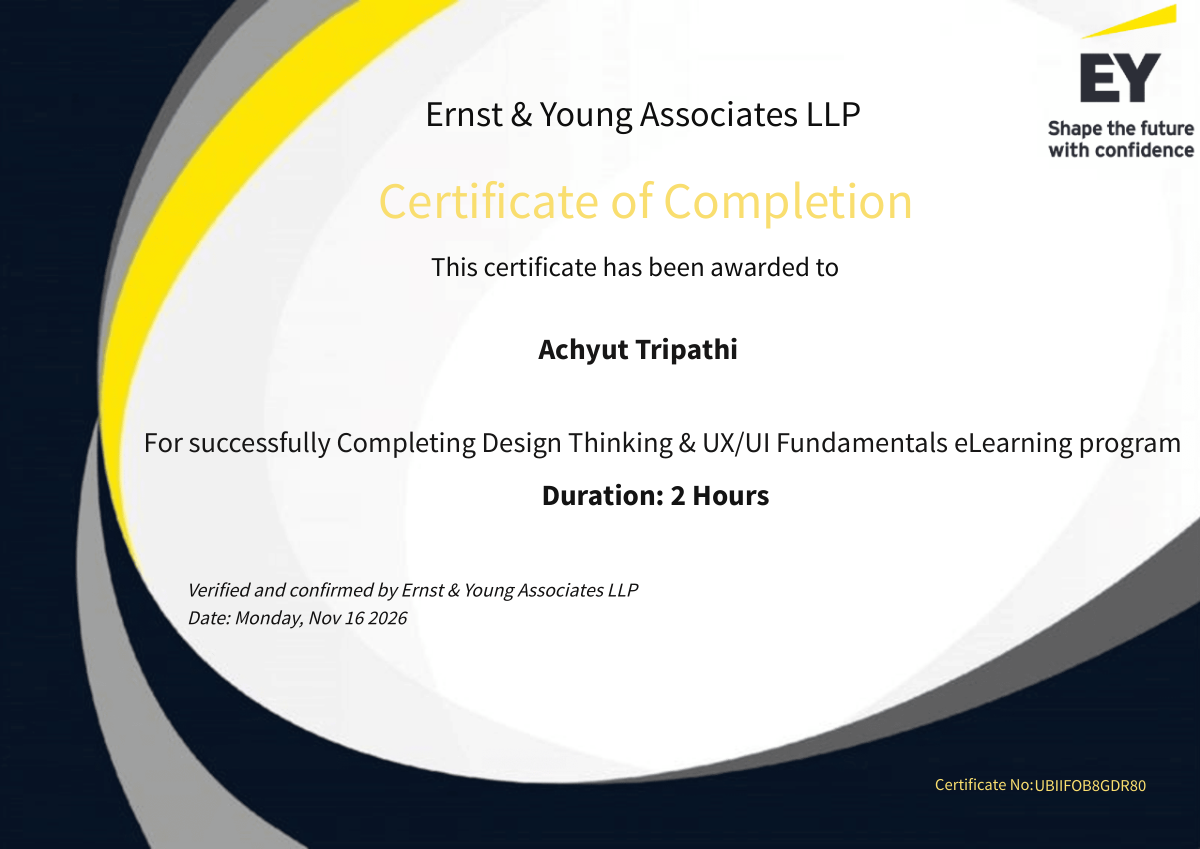 EY
Shape the future
with confidence
Ernst & Young Associates LLP
Certificate of Completion
This certificate has been awarded to
Achyut Tripathi
For successfully Completing Design Thinking & UX/UI Fundamentals eLearning program
Duration: 2 Hours
Verified and confirmed by Ernst & Young Associates LLP
Date: Monday, Nov 16 2026
Certificate No:UBIIFOB8GDR80